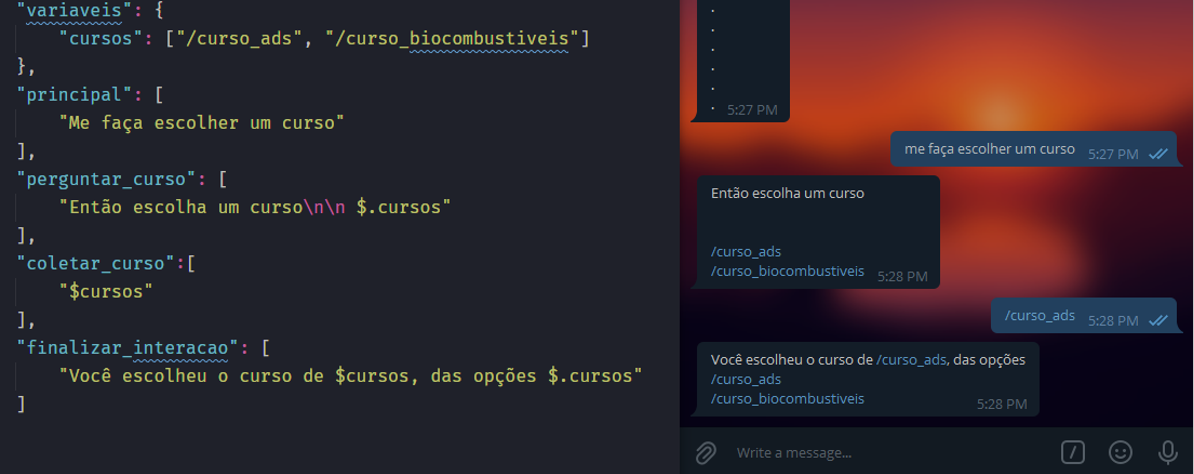 "variaveis": {
"cursos": ["/curso_ads", "/curso_biocombustiveis"]
},
"principal": [
"Me faça escolher um curso"
],
"perguntar_curso": [
"Então escolha um curso\n\n $.cursos"
],
"coletar_curso":[
"$cursos"
],
"finalizar_interacao": [
"Você escolheu o curso de $cursos, das opções $.cursos"
]
.
.
.
.
.
. 5:27 PM
me faça escolher um curso 5:27 PM
Então escolha um curso
/curso_ads
/curso_biocombustiveis 5:28 PM
/curso_ads 5:28 PM
Você escolheu o curso de /curso_ads, das opções
/curso_ads
/curso_biocombustiveis
5:28 PM
Write a message...